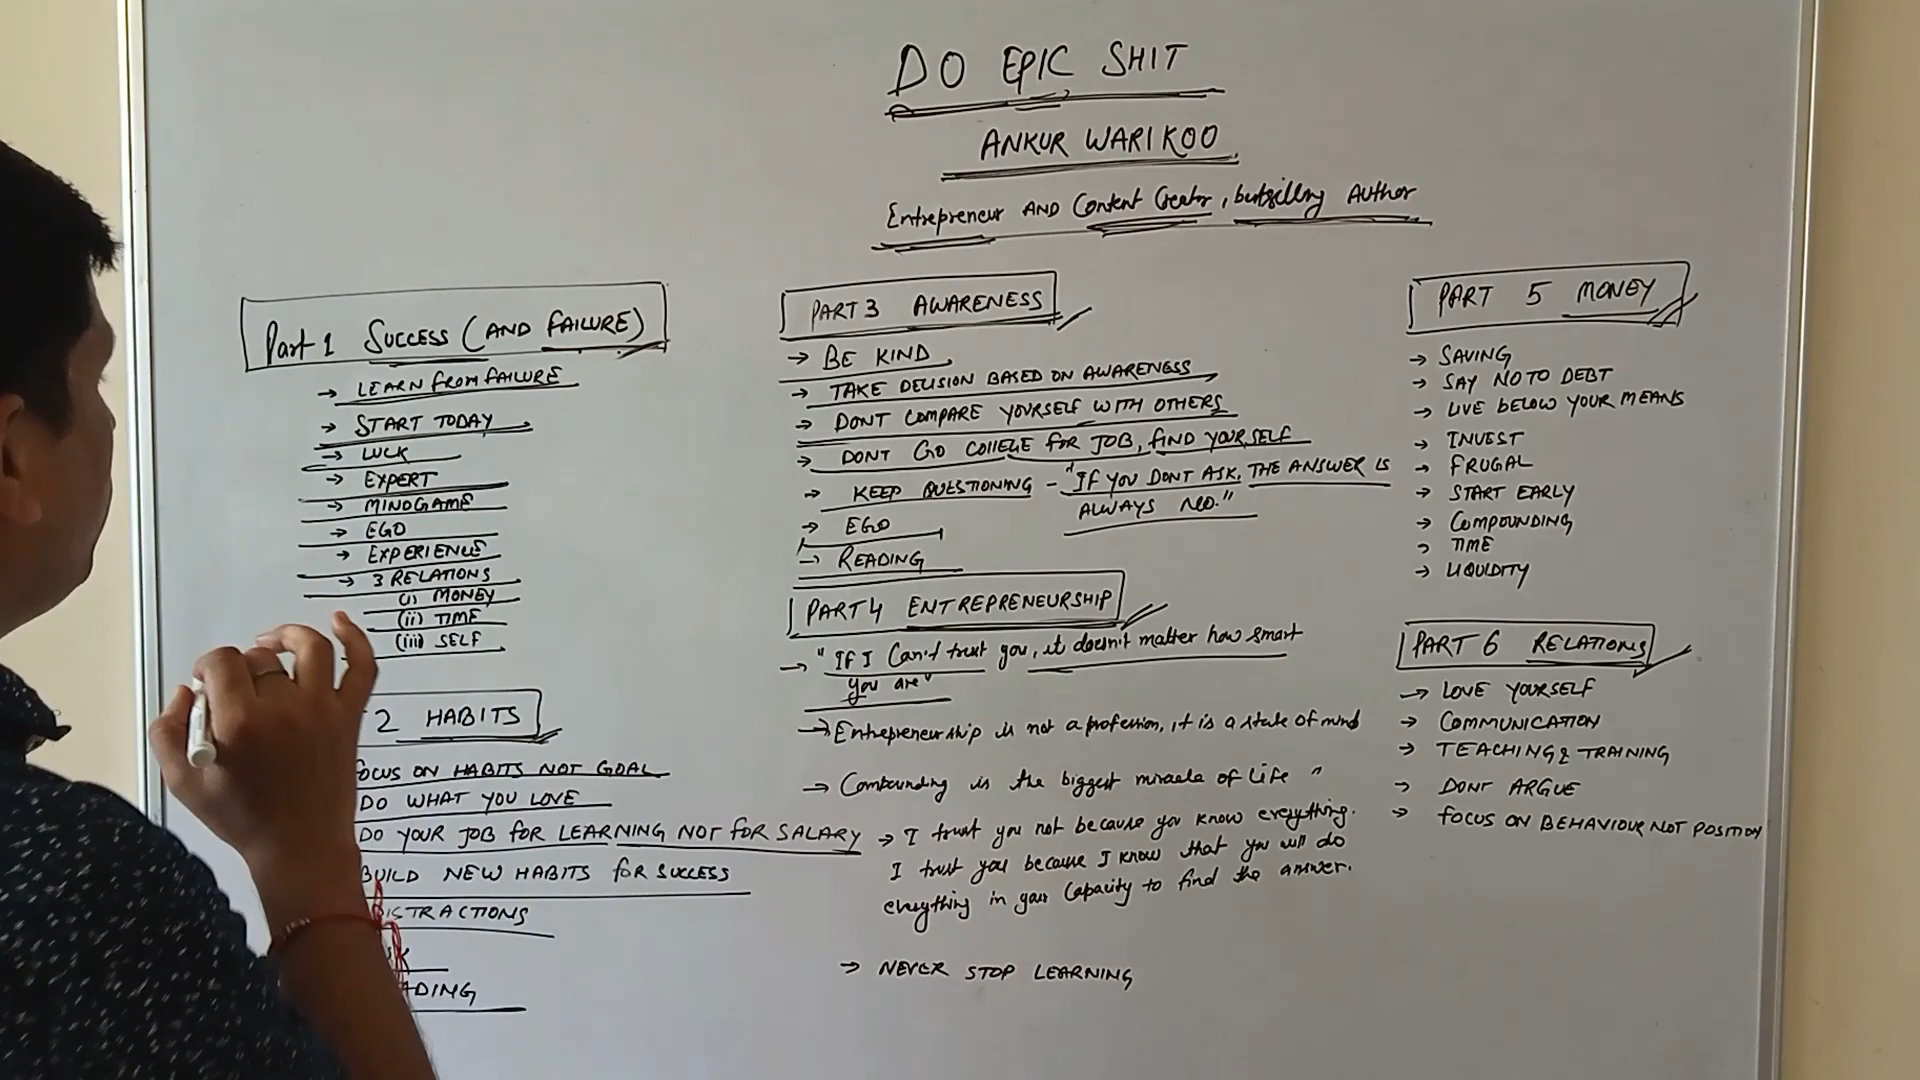 DO EPIC SHIT
ANKUR WARIKOO
Entrepreneur AND Content Creator, bestselling Author
Part 1 SUCCESS (AND FAILURE)
→ LEARN FROM FAILURE
→ START TODAY
→ LUCK
→ EXPERT
→ MINDGAME
→ EGO
→ EXPERIENCE
→ 3 RELATIONS
(i) MONEY
(ii) TIME
(iii) SELF
2 HABITS
FOCUS ON HABITS NOT GOAL
DO WHAT YOU LOVE
DO YOUR JOB FOR LEARNING NOT FOR SALARY
BUILD NEW HABITS FOR SUCCESS
DISTRACTIONS
ADING
PART 3 AWARENESS
→ BE KIND
→ TAKE DECISION BASED ON AWARENESS
→ DONT COMPARE YOURSELF WITH OTHERS
→ DONT GO COLLEGE FOR JOB, FIND YOURSELF
→ KEEP QUESTIONING - "IF YOU DONT ASK, THE ANSWER IS
ALWAYS NO."
→ EGO
→ READING
PART 4 ENTREPRENEURSHIP
→ "IF I Can't trust you, it doesn't matter how smart
you are"
→ Entrepreneurship is not a profession, it is a state of mind
→ Compounding is the biggest miracle of Life "
→ I trust you not because you know everything.
I trust you because I know that you will do
everything in your Capacity to find the answer.
→ NEVER STOP LEARNING
PART 5 MONEY
→ SAVING
→ SAY NO TO DEBT
→ LIVE BELOW YOUR MEANS
→ INVEST
→ FRUGAL
→ START EARLY
→ COMPOUNDING
→ TIME
→ LIQUIDITY
PART 6 RELATIONS
→ LOVE YOURSELF
→ COMMUNICATION
→ TEACHING & TRAINING
→ DONT ARGUE
→ FOCUS ON BEHAVIOUR NOT POSITION